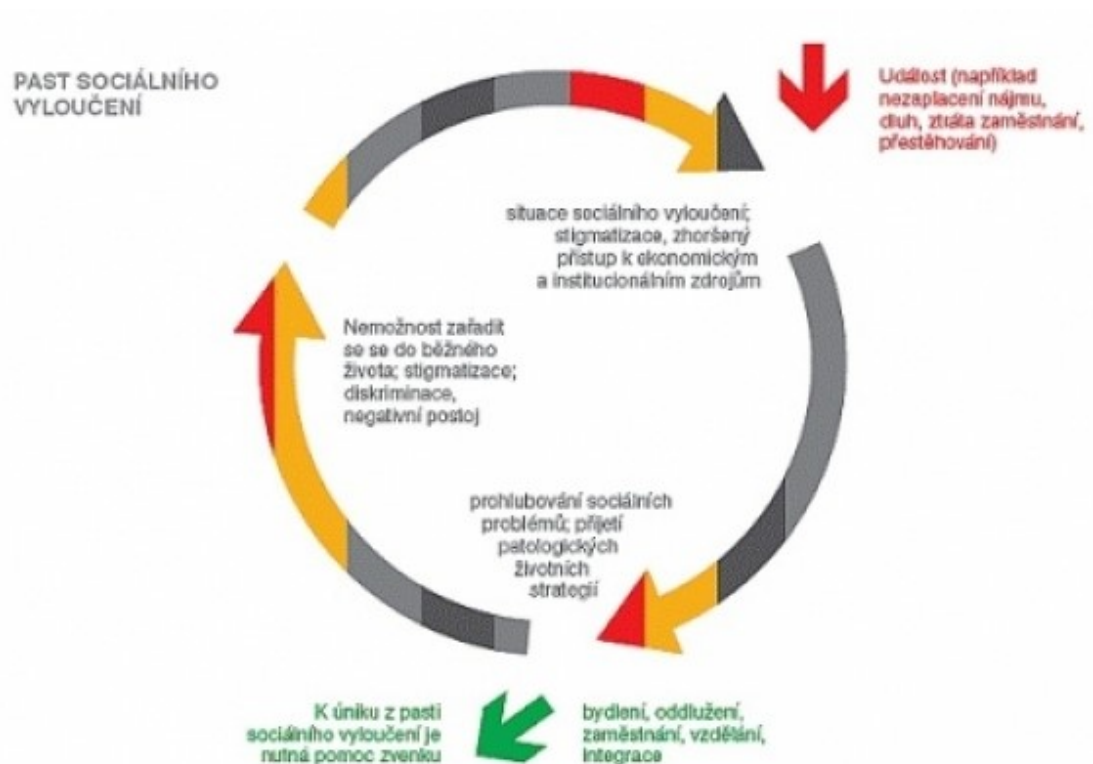 PAST SOCIÁLNÍHO
VYLOUČENÍ
Událost (například
nezaplacení nájmu,
dluh, ztráta zaměstnání,
přestěhování)
situace sociálního vyloučení;
stigmatizace, zhoršený
přístup k ekonomickým
a institucionálním zdrojům
Nemožnost zařadit
se se do běžného
života; stigmatizace;
diskriminace,
negativní postoj
prohlubování sociálních
problémů; přijetí
patologických
životních
strategií
K úniku z pasti
sociálního vyloučení je
nutná pomoc zvenku
bydlení, oddlužení,
zaměstnání, vzdělání,
integrace